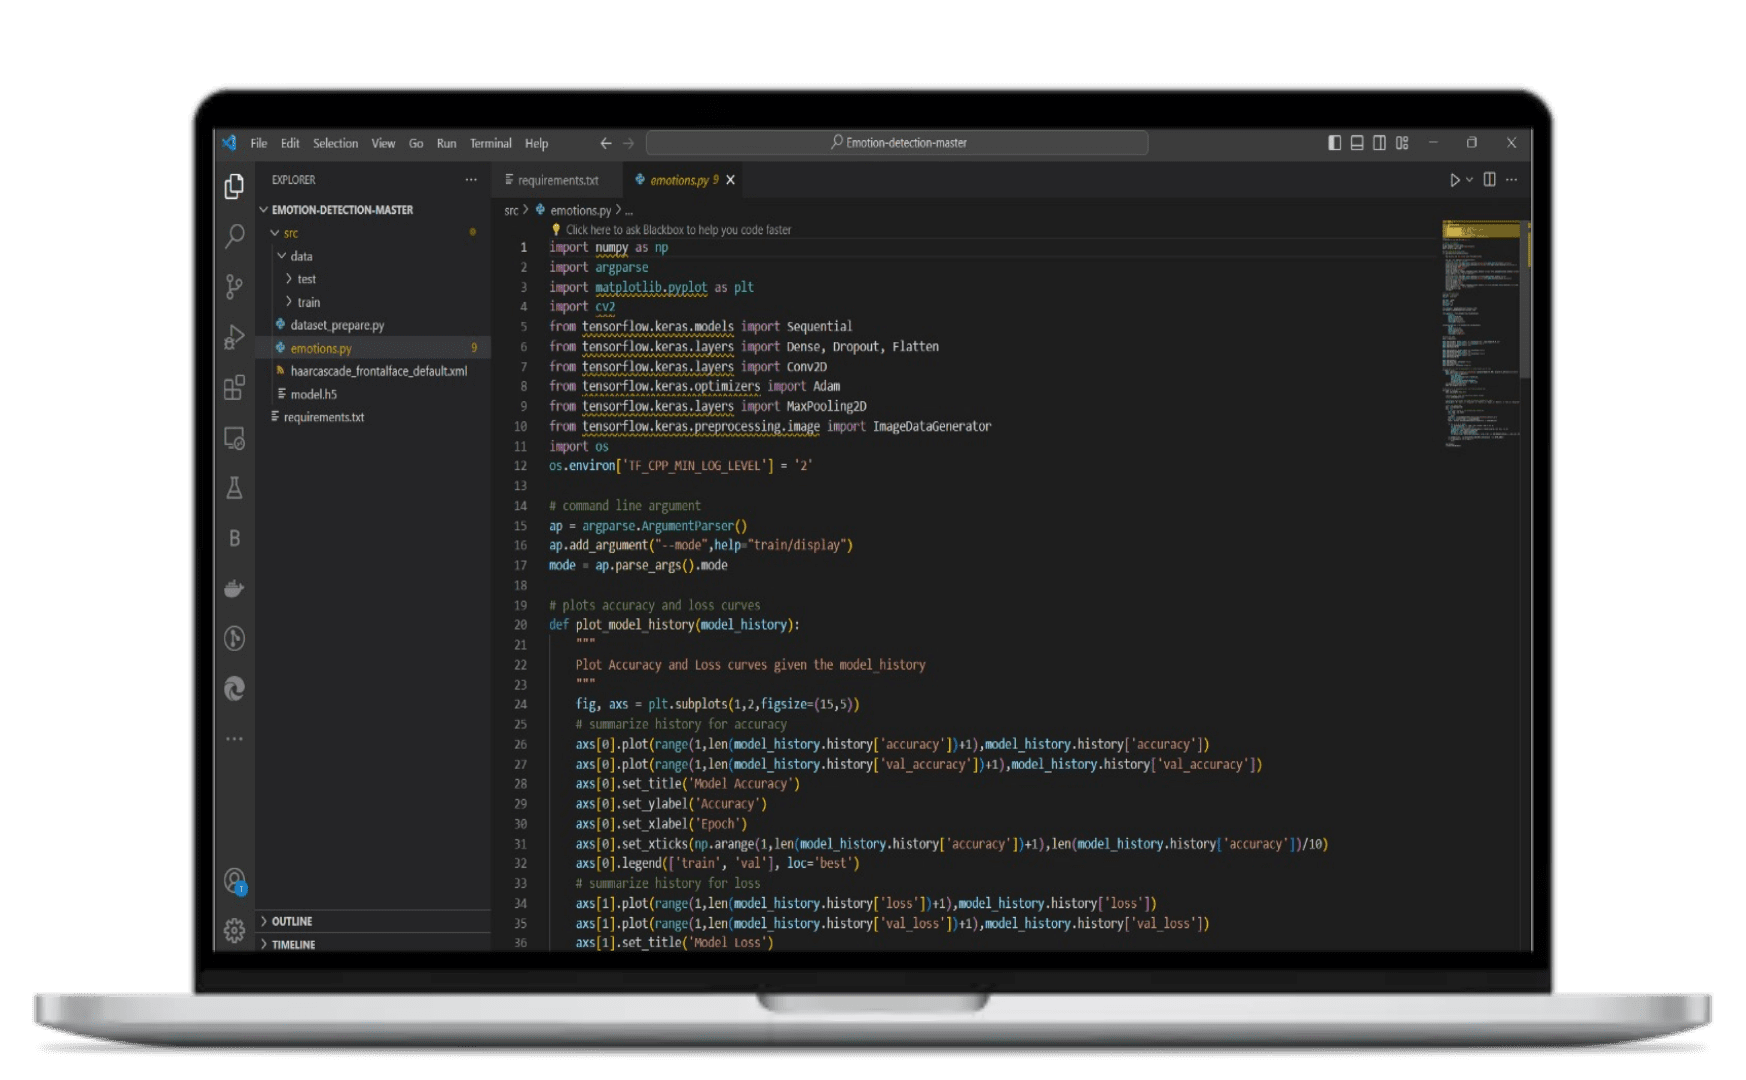 File Edit Selection View Go Run Terminal Help
Emotion-detection-master
EXPLORER
EMOTION-DETECTION-MASTER
src
data
test
train
dataset_prepare.py
emotions.py 9
haarcascade_frontalface_default.xml
model.h5
requirements.txt
OUTLINE
TIMELINE
requirements.txt emotions.py 9
src > emotions.py > ...
Click here to ask Blackbox to help you code faster
1 import numpy as np
2 import argparse
3 import matplotlib.pyplot as plt
4 import cv2
5 from tensorflow.keras.models import Sequential
6 from tensorflow.keras.layers import Dense, Dropout, Flatten
7 from tensorflow.keras.layers import Conv2D
8 from tensorflow.keras.optimizers import Adam
9 from tensorflow.keras.layers import MaxPooling2D
10 from tensorflow.keras.preprocessing.image import ImageDataGenerator
11 import os
12 os.environ['TF_CPP_MIN_LOG_LEVEL'] = '2'
13
14 # command line argument
15 ap = argparse.ArgumentParser()
16 ap.add_argument("--mode",help="train/display")
17 mode = ap.parse_args().mode
18
19 # plots accuracy and loss curves
20 def plot_model_history(model_history):
21 """
22 Plot Accuracy and Loss curves given the model_history
23 """
24 fig, axs = plt.subplots(1,2,figsize=(15,5))
25 # summarize history for accuracy
26 axs[0].plot(range(1,len(model_history.history['accuracy'])+1),model_history.history['accuracy'])
27 axs[0].plot(range(1,len(model_history.history['val_accuracy'])+1),model_history.history['val_accuracy'])
28 axs[0].set_title('Model Accuracy')
29 axs[0].set_ylabel('Accuracy')
30 axs[0].set_xlabel('Epoch')
31 axs[0].set_xticks(np.arange(1,len(model_history.history['accuracy'])+1),len(model_history.history['accuracy'])/10)
32 axs[0].legend(['train', 'val'], loc='best')
33 # summarize history for loss
34 axs[1].plot(range(1,len(model_history.history['loss'])+1),model_history.history['loss'])
35 axs[1].plot(range(1,len(model_history.history['val_loss'])+1),model_history.history['val_loss'])
36 axs[1].set_title('Model Loss')